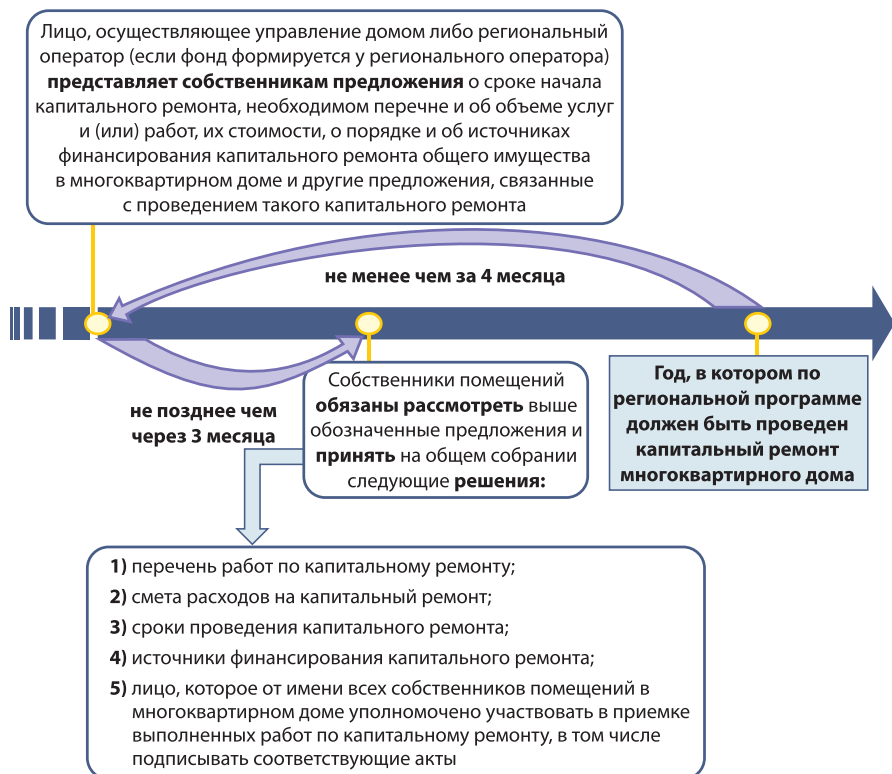 Лицо, осуществляющее управление домом либо региональный
оператор (если фонд формируется у регионального оператора)
представляет собственникам предложения о сроке начала
капитального ремонта, необходимом перечне и об объеме услуг
и (или) работ, их стоимости, о порядке и об источниках
финансирования капитального ремонта общего имущества
в многоквартирном доме и другие предложения, связанные
с проведением такого капитального ремонта
не менее чем за 4 месяца
не позднее чем
через 3 месяца
Собственники помещений
обязаны рассмотреть выше
обозначенные предложения и
принять на общем собрании
следующие решения:
Год, в котором по
региональной программе
должен быть проведен
капитальный ремонт
многоквартирного дома
1) перечень работ по капитальному ремонту;
2) смета расходов на капитальный ремонт;
3) сроки проведения капитального ремонта;
4) источники финансирования капитального ремонта;
5) лицо, которое от имени всех собственников помещений в
многоквартирном доме уполномочено участвовать в приемке
выполненных работ по капитальному ремонту, в том числе
подписывать соответствующие акты